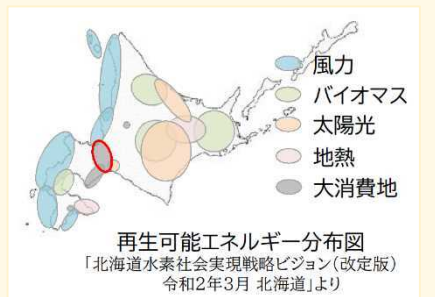 風力
バイオマス
太陽光
地熱
大消費地
再生可能エネルギー分布図
「北海道水素社会実現戦略ビジョン(改定版)
令和2年3月 北海道」より